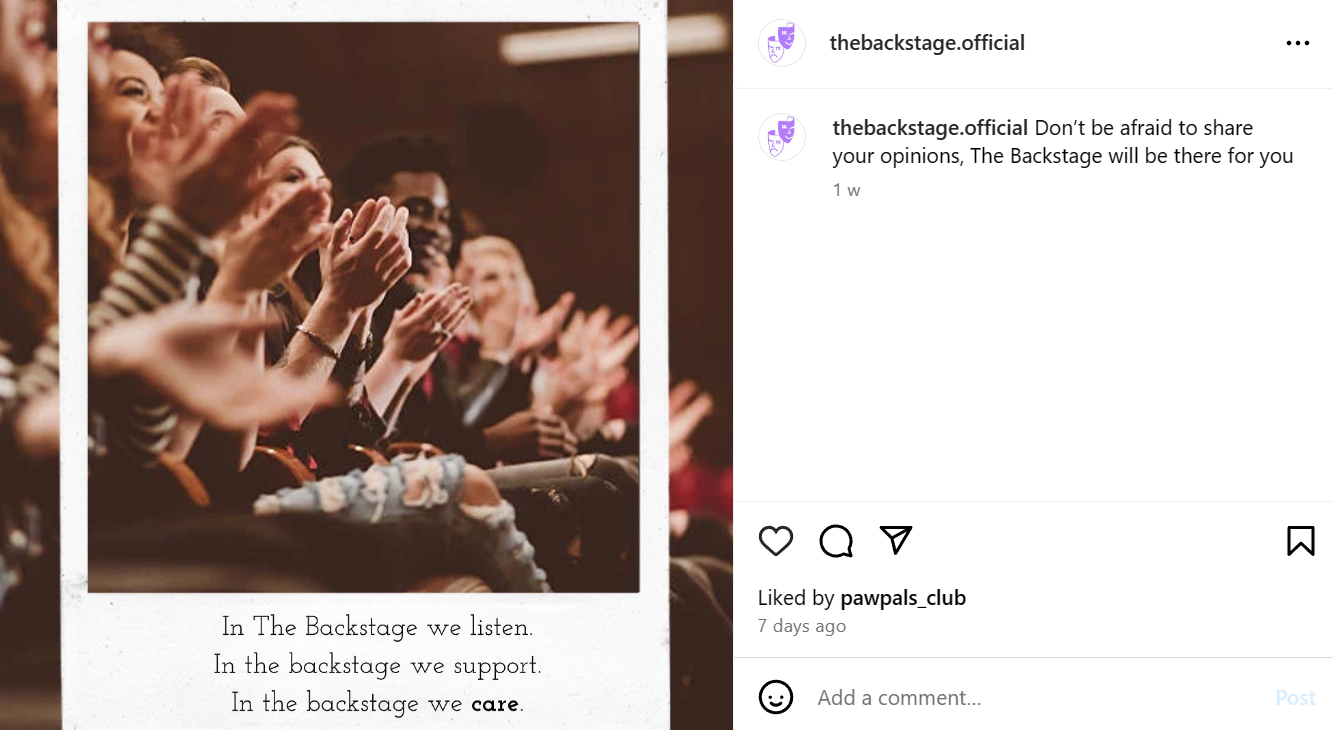 In The Backstage we listen.
In the backstage we support.
In the backstage we care.
thebackstage.official
thebackstage.official Don’t be afraid to share
your opinions, The Backstage will be there for you
1 w
Liked by pawpals_club
7 days ago
Add a comment...
Post